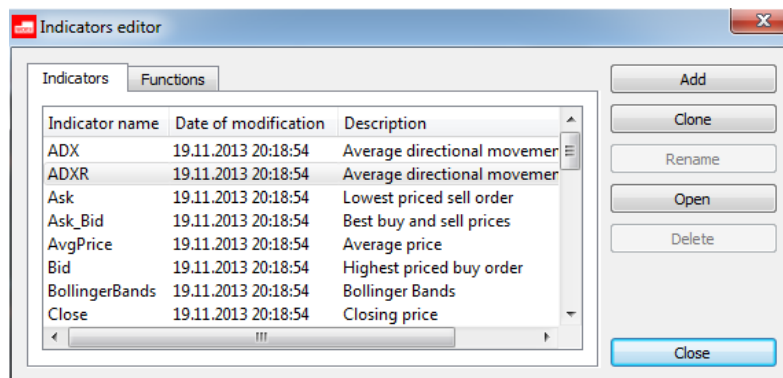 Indicators editor
Indicators Functions
Indicator name Date of modification Description
ADX 19.11.2013 20:18:54 Average directional movemen
ADXR 19.11.2013 20:18:54 Average directional movemen
Ask 19.11.2013 20:18:54 Lowest priced sell order
Ask_Bid 19.11.2013 20:18:54 Best buy and sell prices
AvgPrice 19.11.2013 20:18:54 Average price
Bid 19.11.2013 20:18:54 Highest priced buy order
BollingerBands 19.11.2013 20:18:54 Bollinger Bands
Close 19.11.2013 20:18:54 Closing price
Add
Clone
Rename
Open
Delete
Close